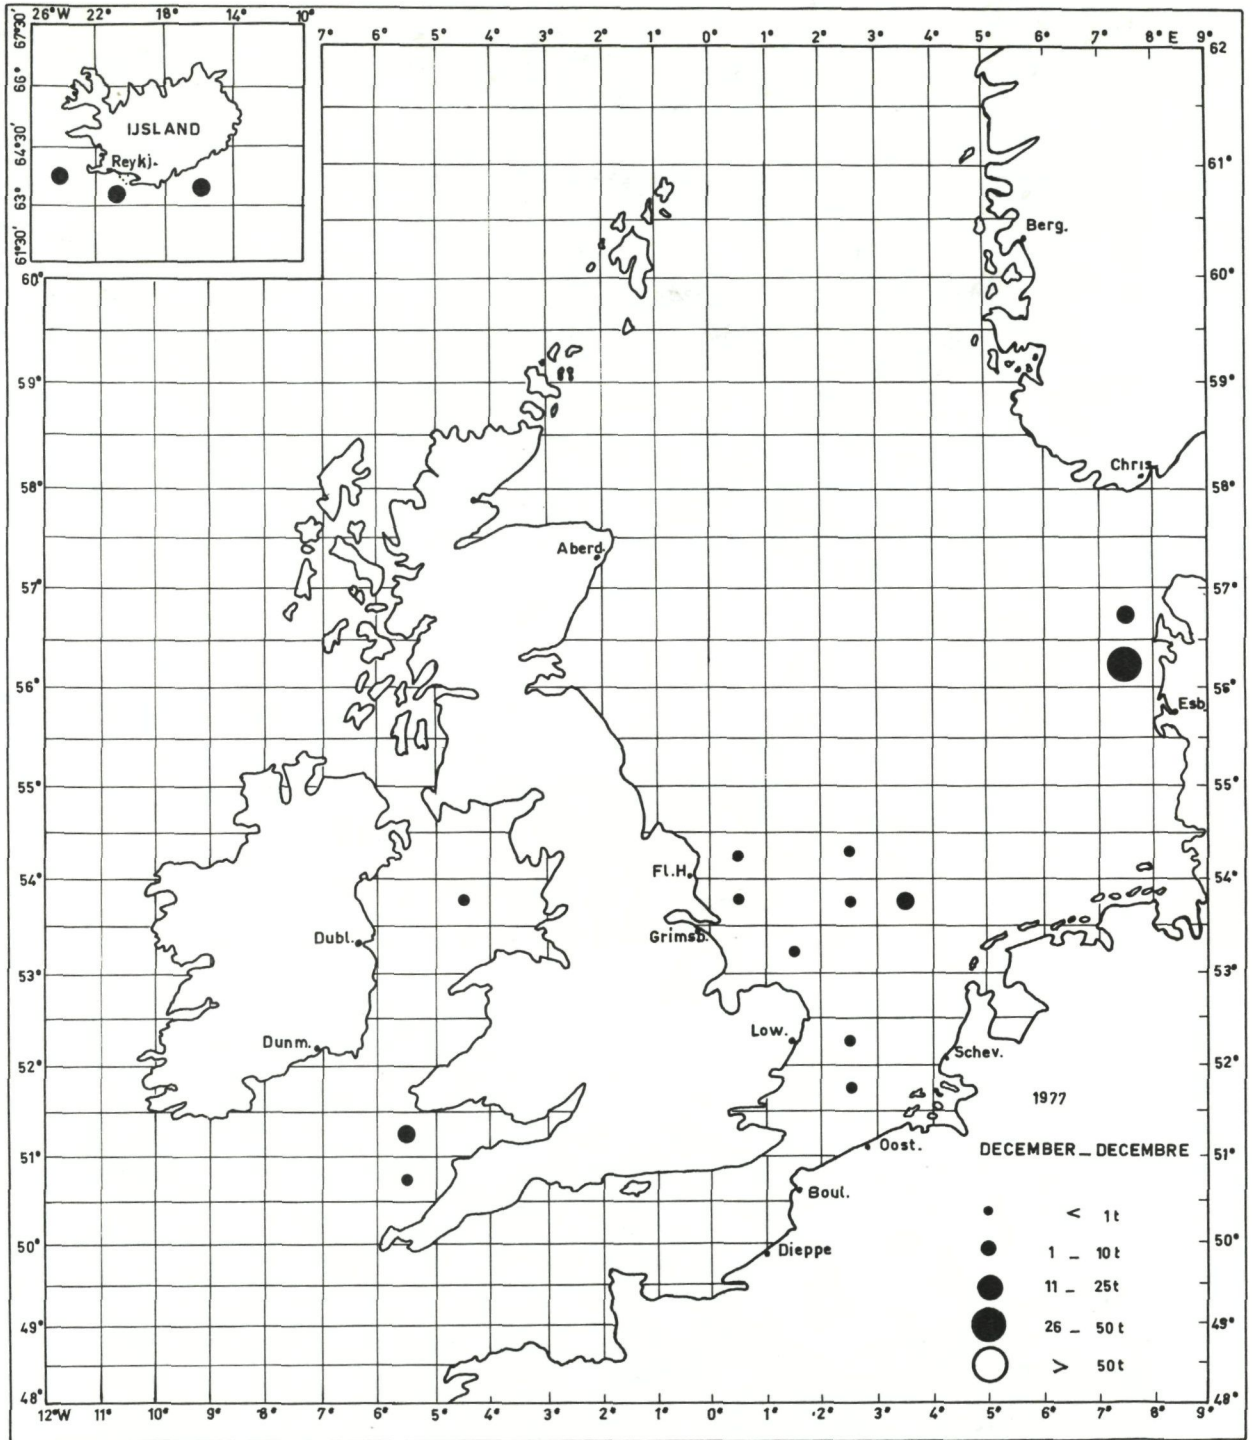 26°W 22° 18° 14° 10°
67°30'
66°
64°30'
63°
61°30'
IJSLAND
Reykj.
7° 6° 5° 4° 3° 2° 1° 0° 1° 2° 3° 4° 5° 6° 7° 8° E 9°
62
61°
Berg.
60° 60°
59° 59°
Chris
58° 58°
Aberd.
57° 57°
56° 56°
Esb
55° 55°
Fl.H.
54° 54°
Dubl. Grimsb.
53° 53°
Low.
Dunm. Schev.
52° 52°
1977
Oost.
51° 51°
DECEMBER _ DECEMBRE
Boul.
< 1t
50° 50°
Dieppe
1 _ 10t
11 _ 25t
49° 49°
26 _ 50t
> 50t
48° 48°
12°W 11° 10° 9° 8° 7° 6° 5° 4° 3° 2° 1° 0° 1° 2° 3° 4° 5° 6° 7° 8° 9°